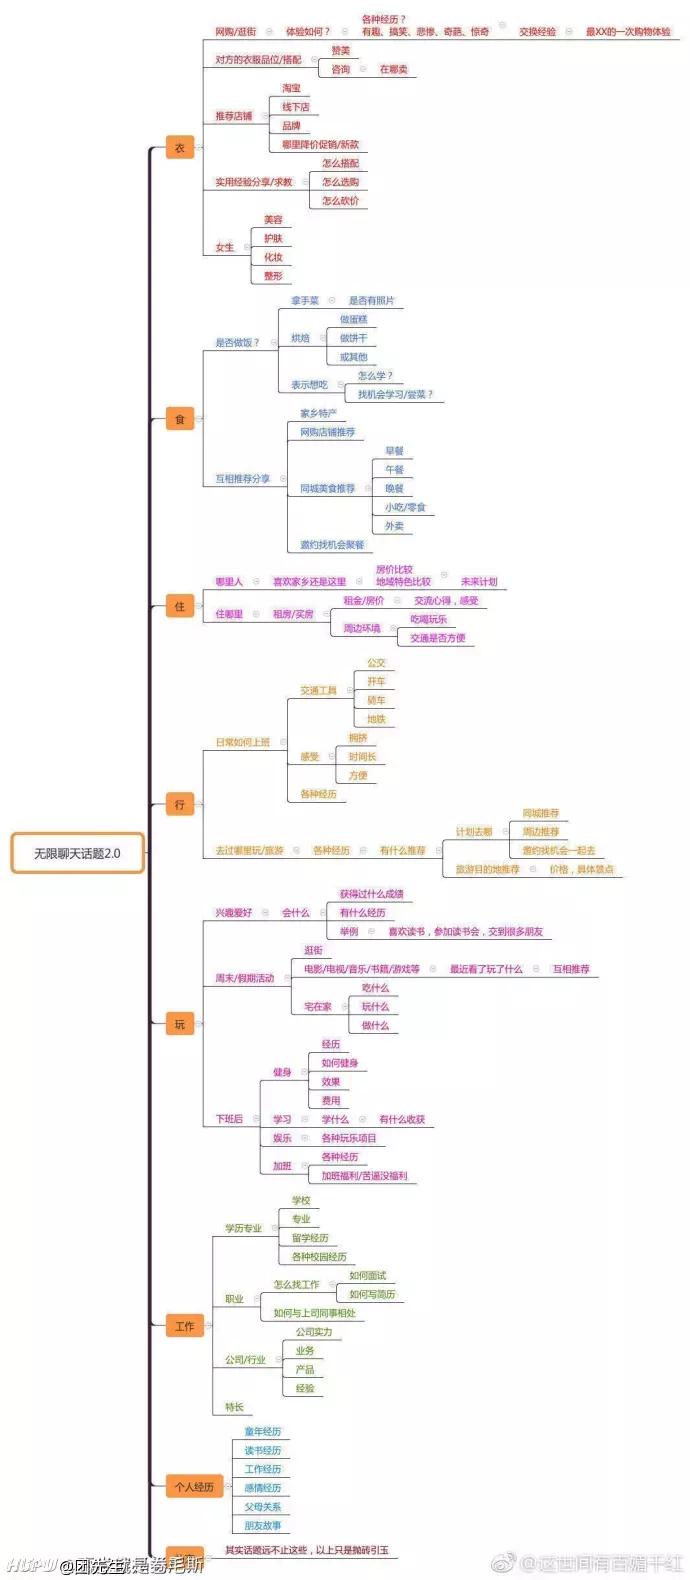 无限聊天话题2.0
衣
网购/逛街
体验如何？
各种经历？
有趣、搞笑、悲惨、奇葩、惊奇
交换经验
最XX的一次购物体验
对方的衣服品位/搭配
赞美
咨询
在哪卖
推荐店铺
淘宝
线下店
品牌
哪里降价促销/新款
实用经验分享/求教
怎么搭配
怎么选购
怎么砍价
女生
美容
护肤
化妆
整形
食
是否做饭？
拿手菜
是否有照片
烘焙
做蛋糕
做饼干
或其他
表示想吃
怎么学？
找机会学习/尝菜？
互相推荐分享
家乡特产
网购店铺推荐
同城美食推荐
早餐
午餐
晚餐
小吃/零食
外卖
邀约找机会聚餐
住
哪里人
喜欢家乡还是这里
房价比较
地域特色比较
未来计划
住哪里
租房/买房
租金/房价
交流心得，感受
周边环境
吃喝玩乐
交通是否方便
行
日常如何上班
交通工具
公交
开车
骑车
地铁
感受
拥挤
时间长
方便
各种经历
去过哪里玩/旅游
各种经历
有什么推荐
计划去哪
同城推荐
周边推荐
邀约找机会一起去
旅游目的地推荐
价格，具体景点
玩
兴趣爱好
会什么
获得过什么成绩
有什么经历
举例
喜欢读书，参加读书会，交到很多朋友
周末/假期活动
逛街
电影/电视/音乐/书籍/游戏等
最近看了玩了什么
互相推荐
宅在家
吃什么
玩什么
做什么
下班后
健身
经历
如何健身
效果
费用
学习
学什么
有什么收获
娱乐
各种玩乐项目
加班
各种经历
加班福利/苦逼没福利
工作
学历专业
学校
专业
留学经历
各种校园经历
职业
怎么找工作
如何面试
如何写简历
如何与上司同事相处
公司/行业
公司实力
业务
产品
经验
特长
个人经历
童年经历
读书经历
工作经历
感情经历
父母关系
朋友故事
其实话题远不止这些，以上只是抛砖引玉
@这世间有百媚千红